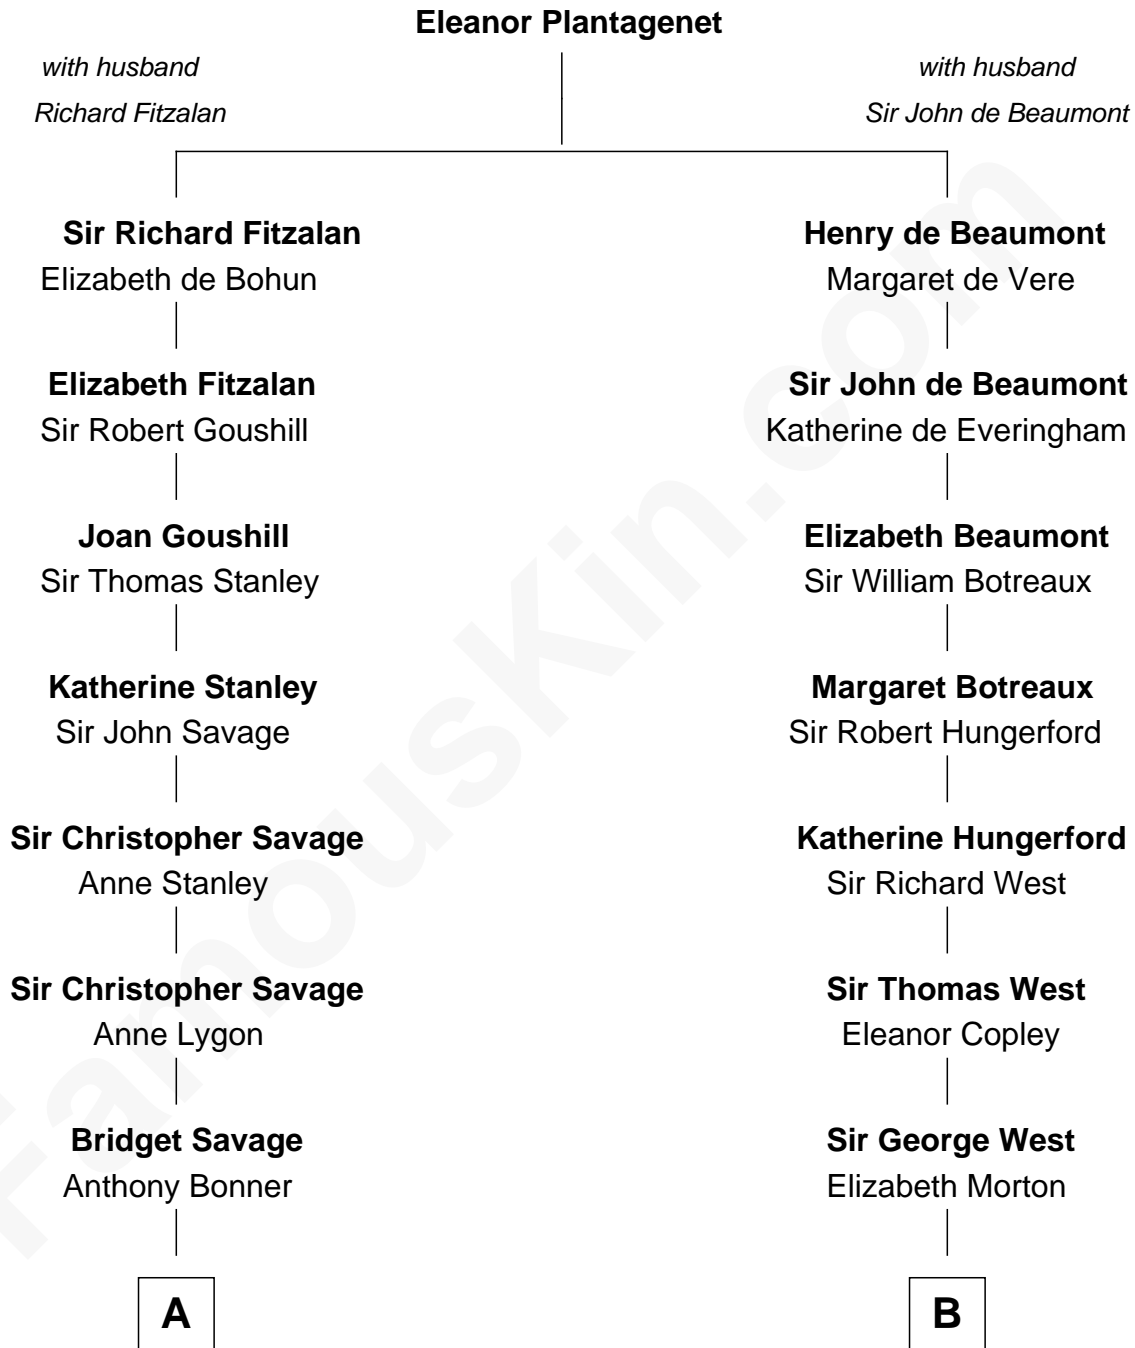 Eleanor Plantagenet
with husband
Richard Fitzalan
with husband
Sir John de Beaumont
Sir Richard Fitzalan
Elizabeth de Bohun
Henry de Beaumont
Margaret de Vere
Elizabeth Fitzalan
Sir Robert Goushill
Sir John de Beaumont
Katherine de Everingham
Joan Goushill
Sir Thomas Stanley
Elizabeth Beaumont
Sir William Botreaux
Katherine Stanley
Sir John Savage
Margaret Botreaux
Sir Robert Hungerford
Sir Christopher Savage
Anne Stanley
Katherine Hungerford
Sir Richard West
Sir Christopher Savage
Anne Lygon
Sir Thomas West
Eleanor Copley
Bridget Savage
Anthony Bonner
Sir George West
Elizabeth Morton
A
B
FamousKin.com